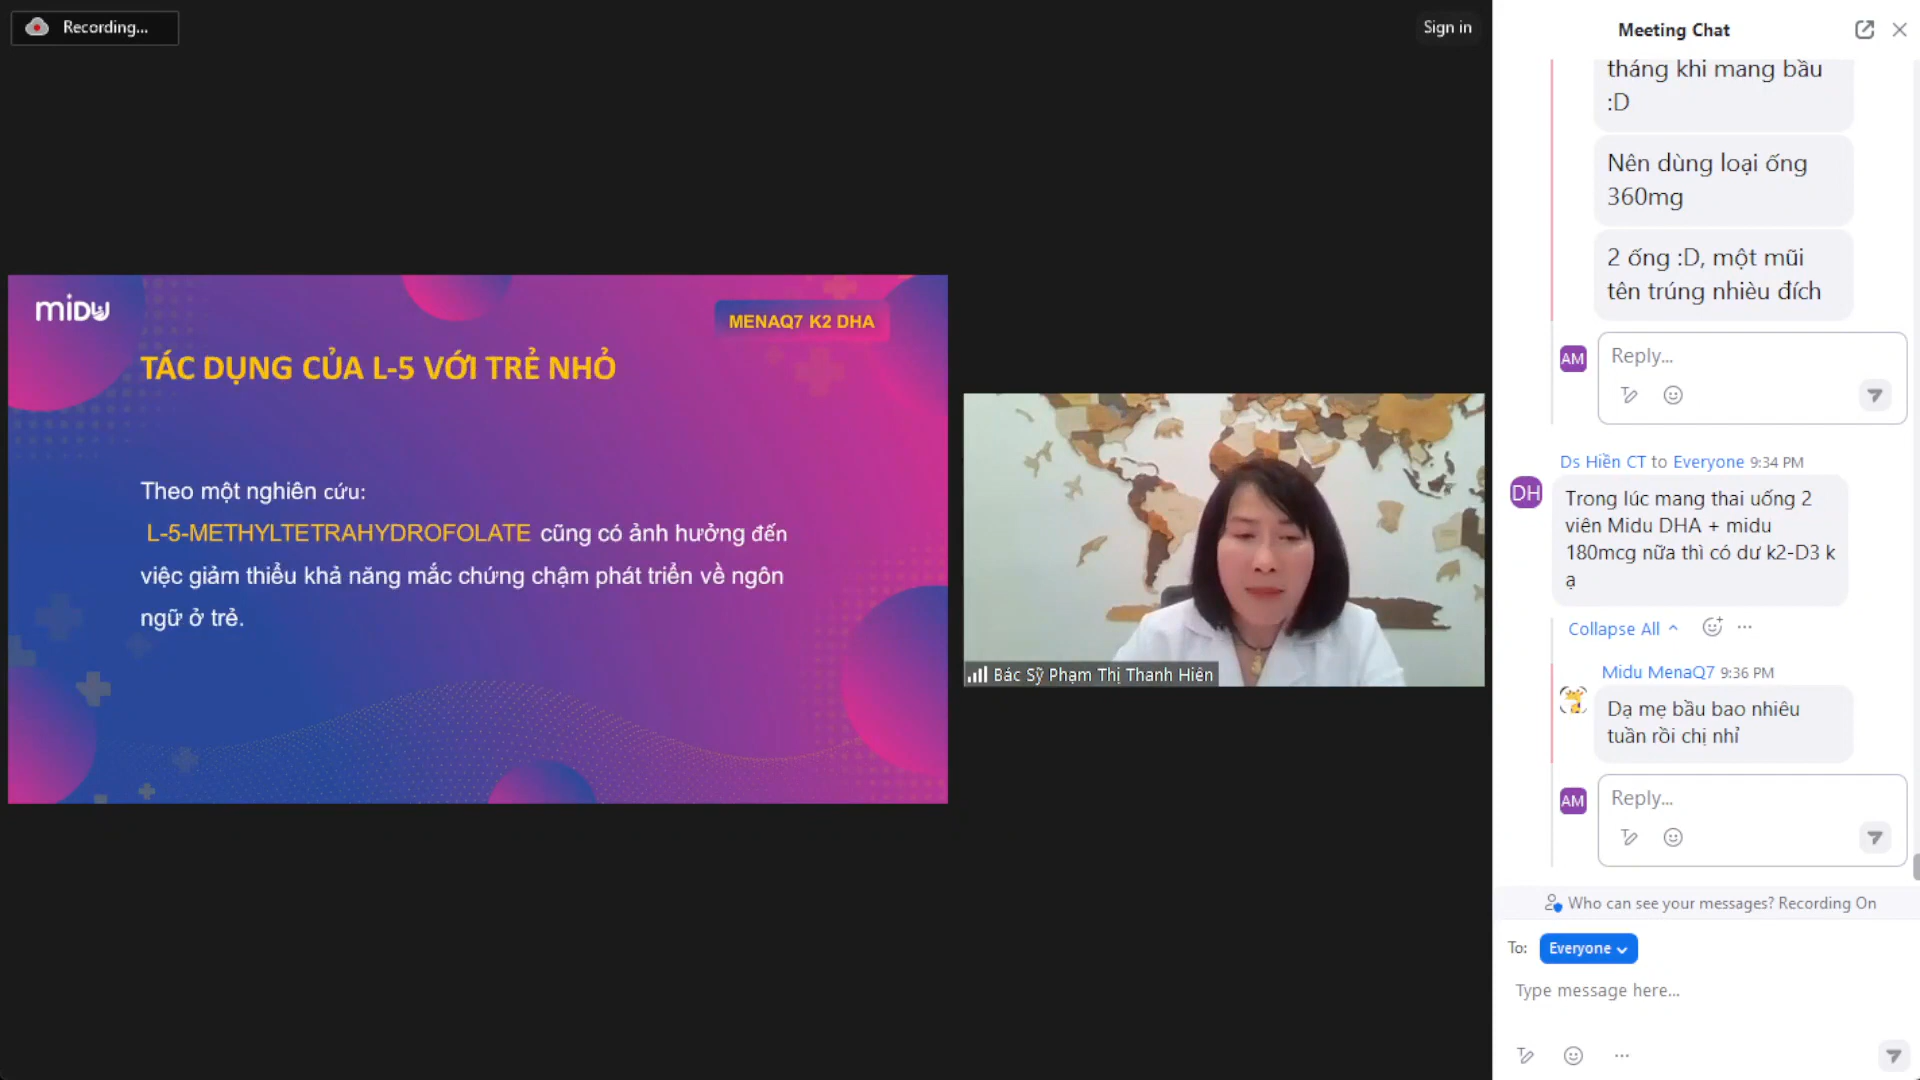 Recording...
Sign in
MIDU
MENAQ7 K2 DHA
TÁC DỤNG CỦA L-5 VỚI TRẺ NHỎ
Theo một nghiên cứu:
L-5-METHYLTETRAHYDROFOLATE cũng có ảnh hưởng đến
việc giảm thiểu khả năng mắc chứng chậm phát triển về ngôn
ngữ ở trẻ.
Bác Sỹ Phạm Thị Thanh Hiên
Meeting Chat
tháng khi mang bầu
:D
Nên dùng loại ống
360mg
2 ống :D, một mũi
tên trúng nhièu đích
AM
Reply...
Ds Hiền CT to Everyone 9:34 PM
DH
Trong lúc mang thai uống 2
viên Midu DHA + midu
180mcg nữa thì có dư k2-D3 k
ạ
Collapse All
Midu MenaQ7 9:36 PM
Dạ mẹ bầu bao nhiêu
tuần rồi chị nhỉ
AM
Reply...
Who can see your messages? Recording On
To: Everyone
Type message here...